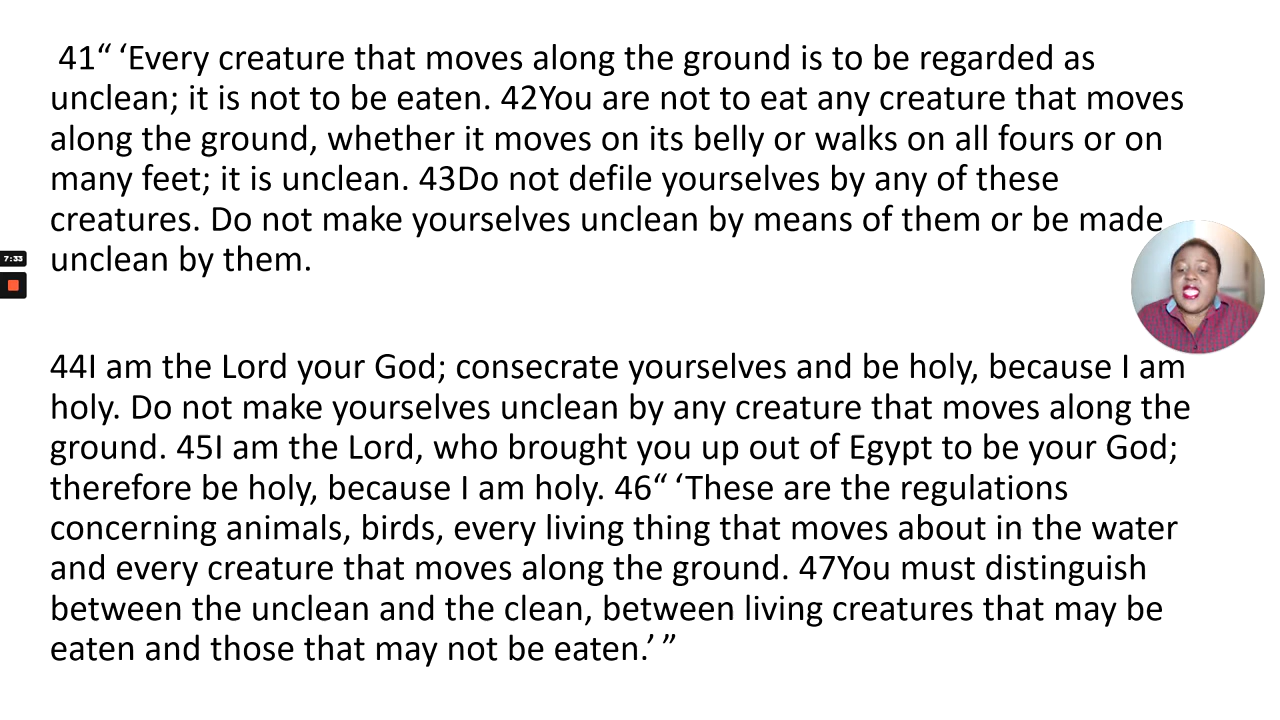 41“ ‘Every creature that moves along the ground is to be regarded as
unclean; it is not to be eaten. 42You are not to eat any creature that moves
along the ground, whether it moves on its belly or walks on all fours or on
many feet; it is unclean. 43Do not defile yourselves by any of these
creatures. Do not make yourselves unclean by means of them or be made
unclean by them.
7:33
44I am the Lord your God; consecrate yourselves and be holy, because I am
holy. Do not make yourselves unclean by any creature that moves along the
ground. 45I am the Lord, who brought you up out of Egypt to be your God;
therefore be holy, because I am holy. 46“ ‘These are the regulations
concerning animals, birds, every living thing that moves about in the water
and every creature that moves along the ground. 47You must distinguish
between the unclean and the clean, between living creatures that may be
eaten and those that may not be eaten.’ ”